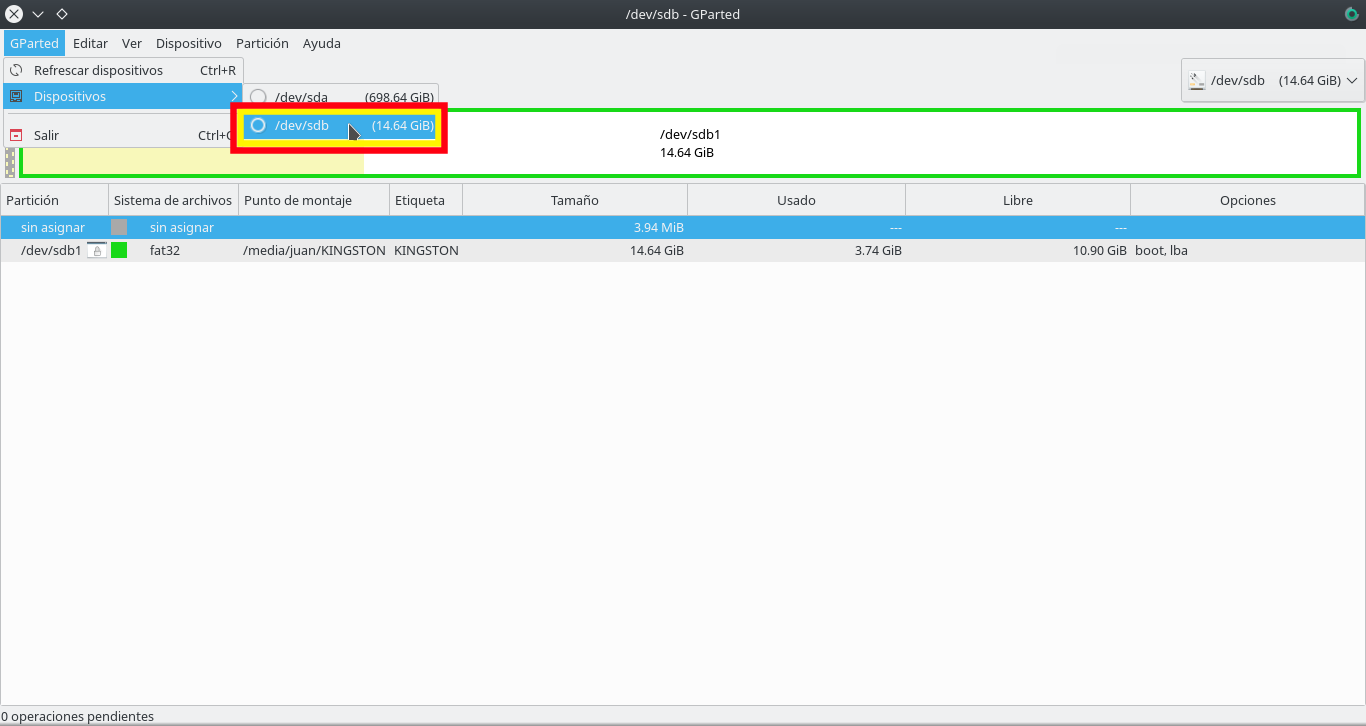 /dev/sdb - GParted
GParted Editar Ver Dispositivo Partición Ayuda
Refrescar dispositivos Ctrl+R
Dispositivos
Salir
/dev/sda (698.64 GiB)
/dev/sdb (14.64 GiB)
/dev/sdb (14.64 GiB)
/dev/sdb1
14.64 GiB
Partición Sistema de archivos Punto de montaje Etiqueta Tamaño Usado Libre Opciones
sin asignar sin asignar 3.94 MiB --- ---
/dev/sdb1 fat32 /media/juan/KINGSTON KINGSTON 14.64 GiB 3.74 GiB 10.90 GiB boot, lba
0 operaciones pendientes